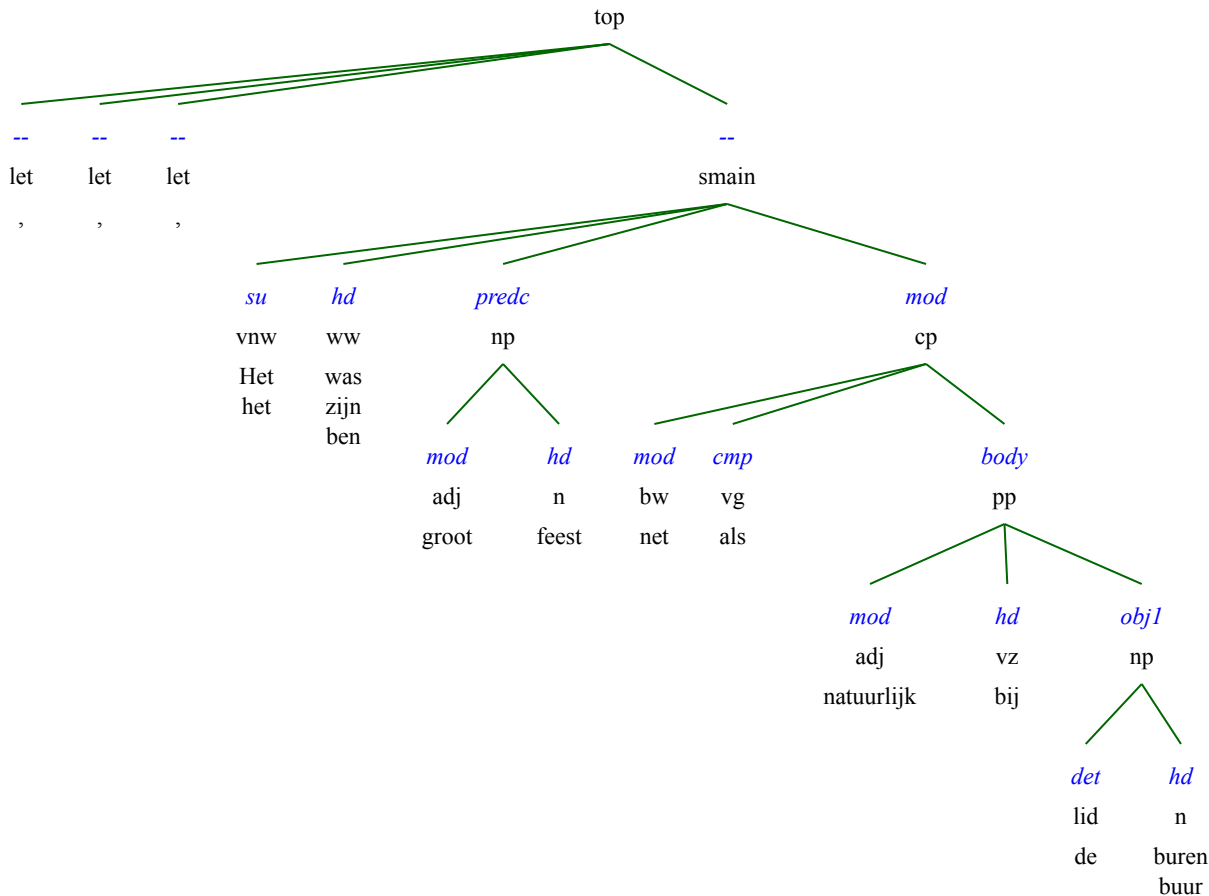 top
-- -- -- --
let let let smain
, , ,
su hd predc mod
vnw ww np cp
Het was
het zijn
ben
mod hd mod cmp body
adj n bw vg pp
groot feest net als
mod hd obj1
adj vz np
natuurlijk bij
det hd
lid n
de buren
buur